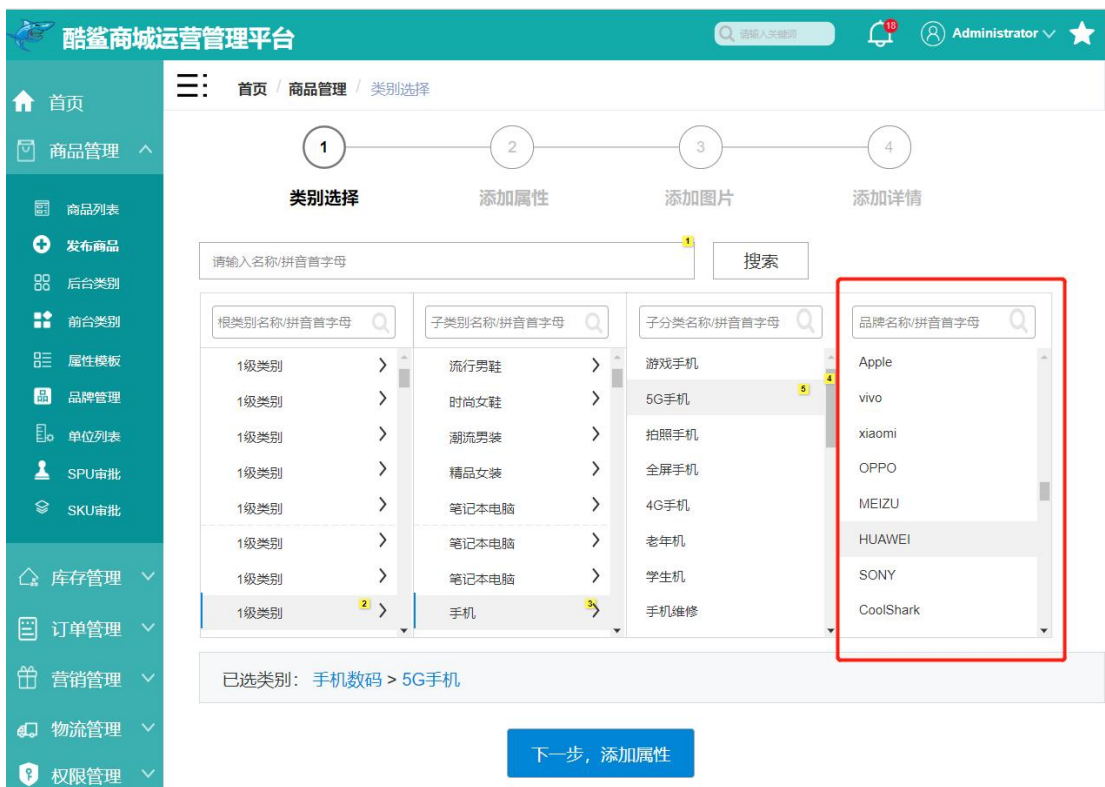 酷鲨商城运营管理平台
请输入关键词
18
Administrator
首页 / 商品管理 / 类别选择
首页
商品管理
商品列表
发布商品
后台类别
前台类别
属性模板
品牌管理
单位列表
SPU审批
SKU审批
库存管理
订单管理
营销管理
物流管理
权限管理
1
2
3
4
类别选择
添加属性
添加图片
添加详情
请输入名称/拼音首字母
1
搜索
根类别名称/拼音首字母
1级类别
1级类别
1级类别
1级类别
1级类别
1级类别
1级类别
1级类别
2
子类别名称/拼音首字母
流行男鞋
时尚女鞋
潮流男装
精品女装
笔记本电脑
笔记本电脑
笔记本电脑
手机
3
子分类名称/拼音首字母
游戏手机
4
5G手机
5
拍照手机
全屏手机
4G手机
老年机
学生机
手机维修
品牌名称/拼音首字母
Apple
vivo
xiaomi
OPPO
MEIZU
HUAWEI
SONY
CoolShark
已选类别：手机数码 > 5G手机
下一步，添加属性